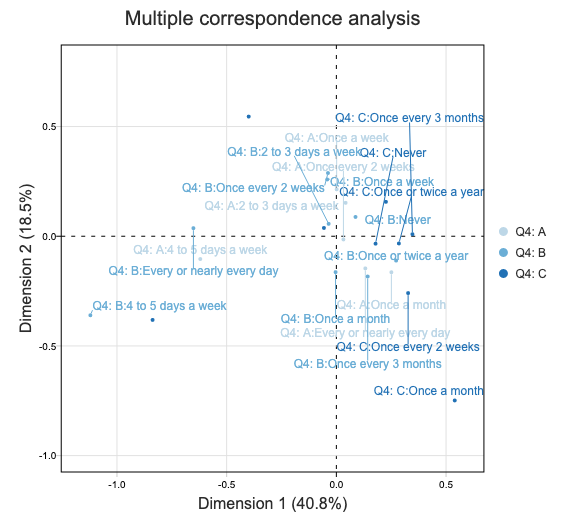 Multiple correspondence analysis
Q4: C:Once every 3 months
Q4: A:Once a week
Q4: B:2 to 3 days a week
Q4: C:Never
Q4: A:Once every 2 weeks
Q4: B:Once every 2 weeks
Q4: B:Once a week
Q4: C:Once or twice a year
Q4: A:2 to 3 days a week
Q4: B:Never
Q4: A:4 to 5 days a week
Q4: B:Once or twice a year
Q4: B:Every or nearly every day
Q4: B:4 to 5 days a week
Q4: A:Once a month
Q4: B:Once a month
Q4: A:Every or nearly every day
Q4: C:Once every 2 weeks
Q4: B:Once every 3 months
Q4: C:Once a month
0.5
0.0
-0.5
-1.0
-1.0
-0.5
0.0
0.5
Dimension 1 (40.8%)
Dimension 2 (18.5%)
Q4: A
Q4: B
Q4: C